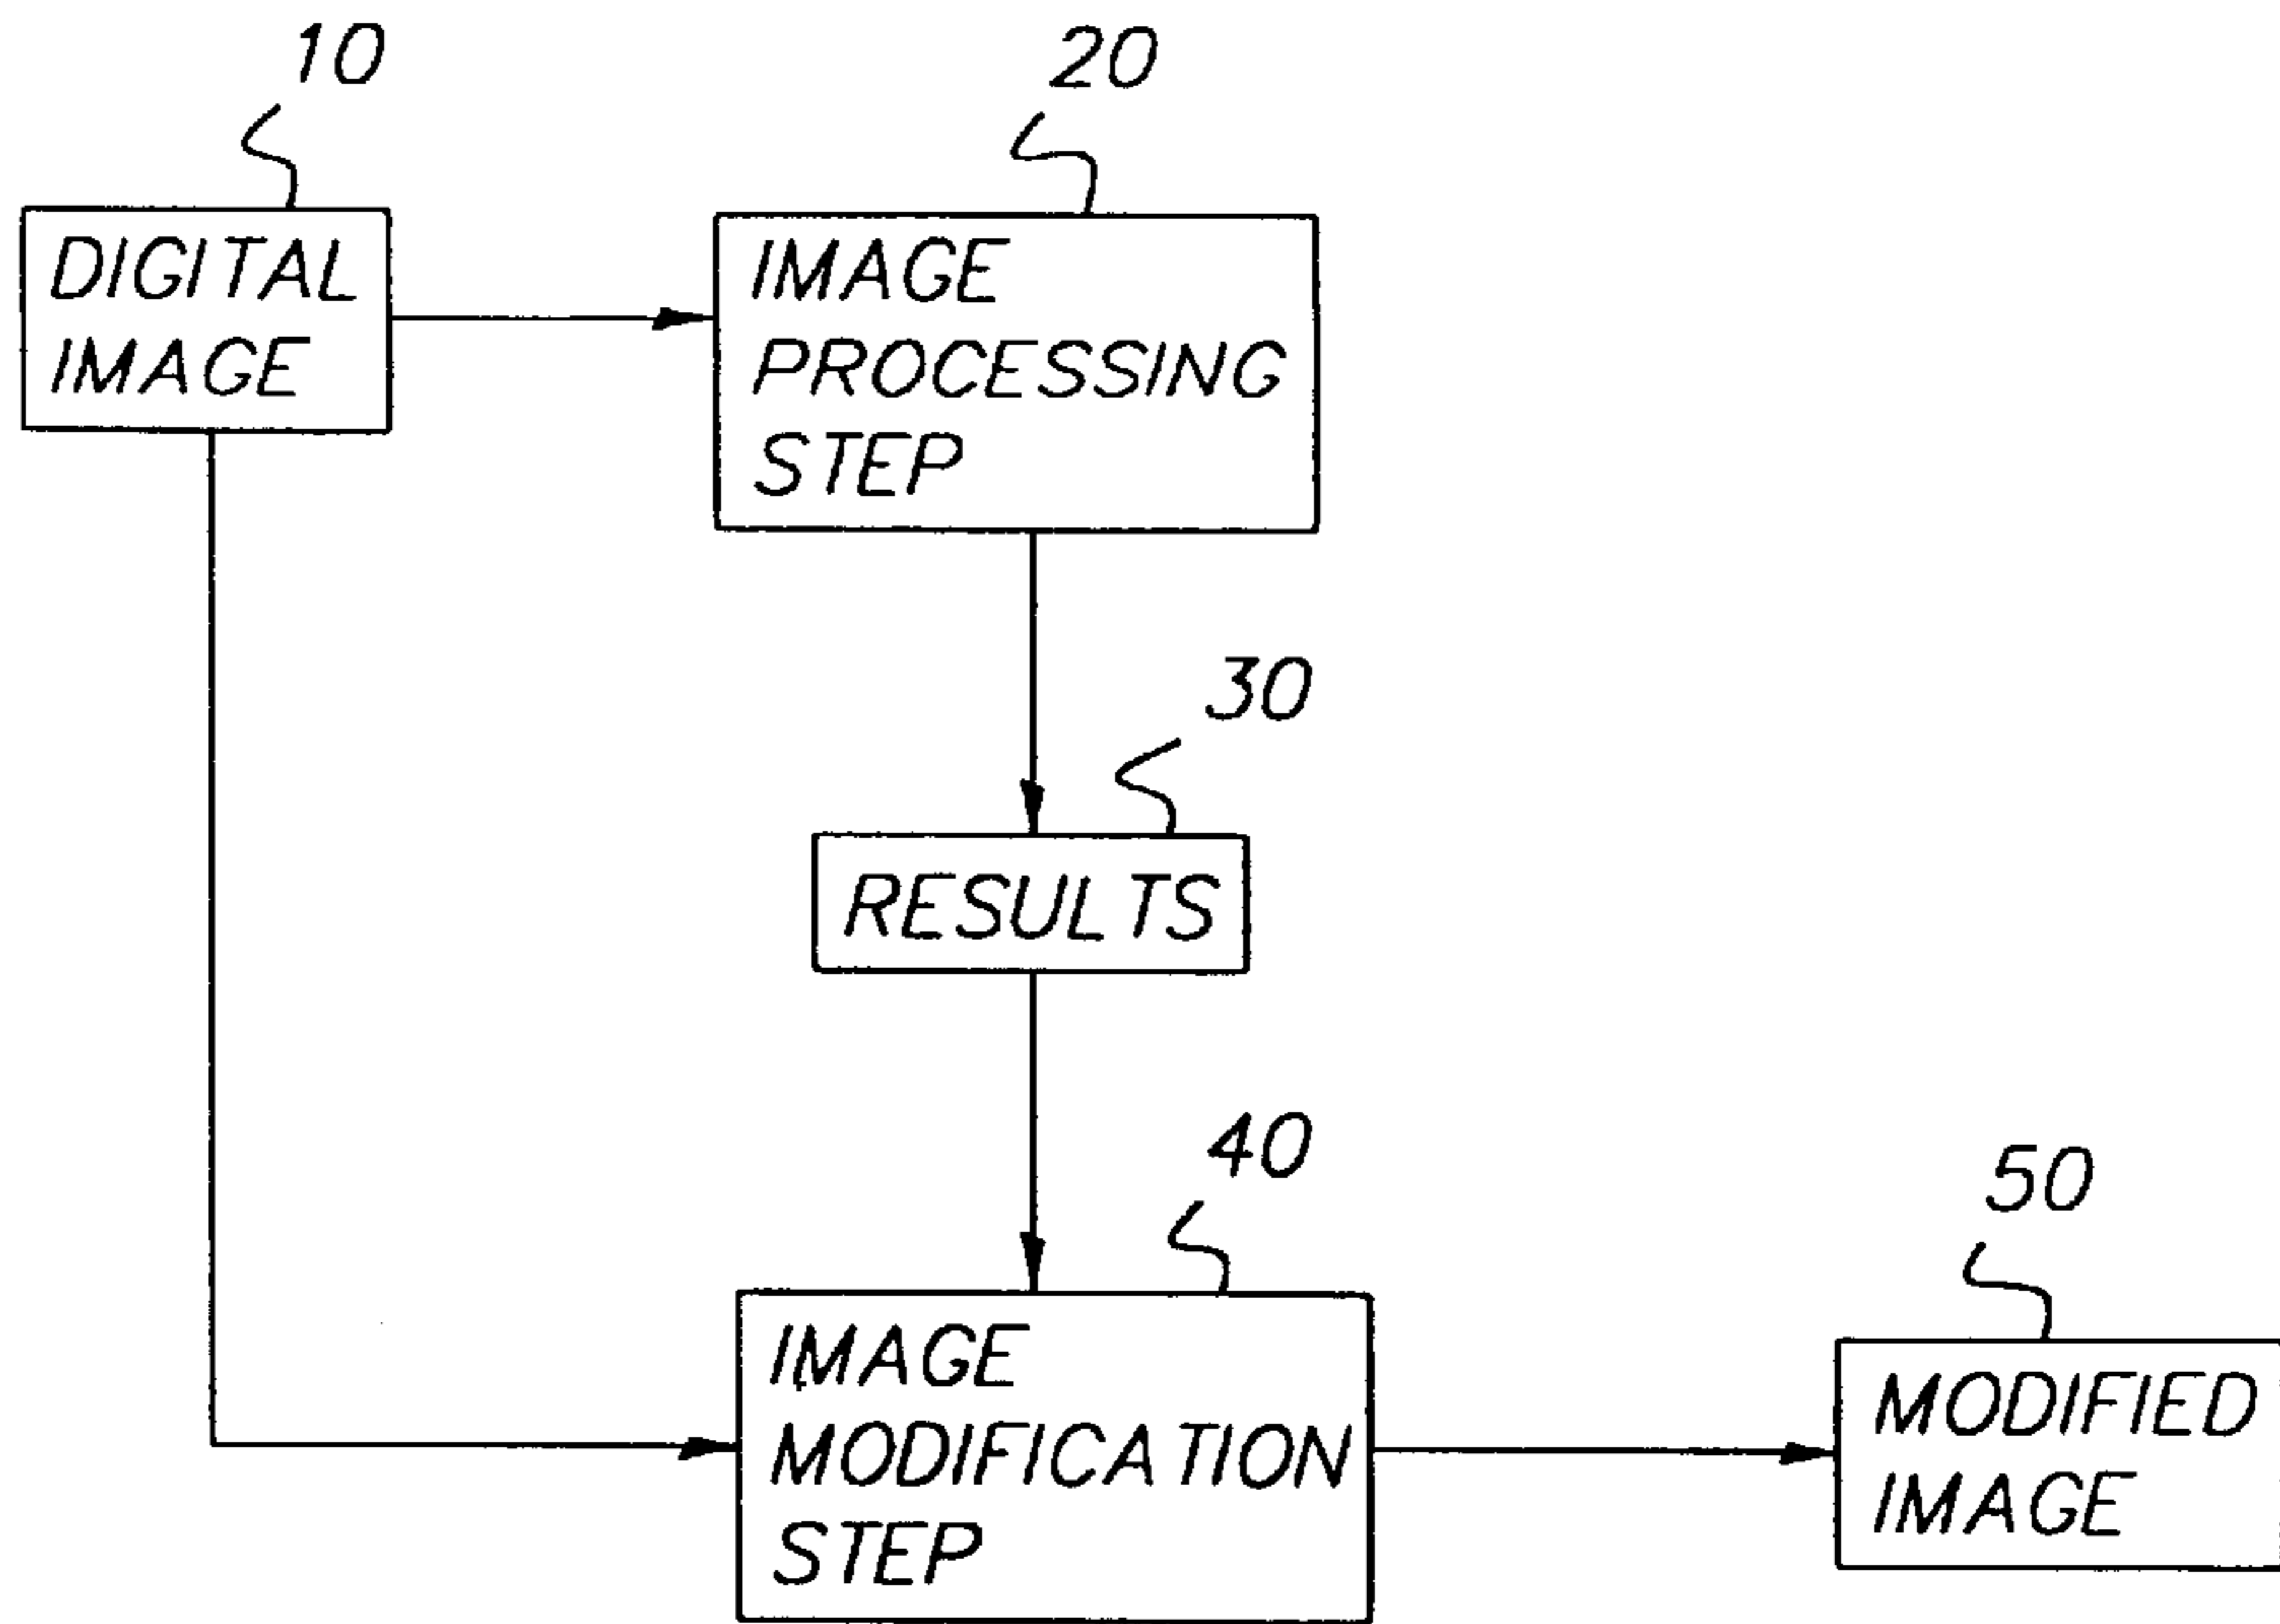 10
20
DIGITAL
IMAGE
IMAGE
PROCESSING
STEP
30
RESULTS
40
50
IMAGE
MODIFICATION
STEP
MODIFIED
IMAGE